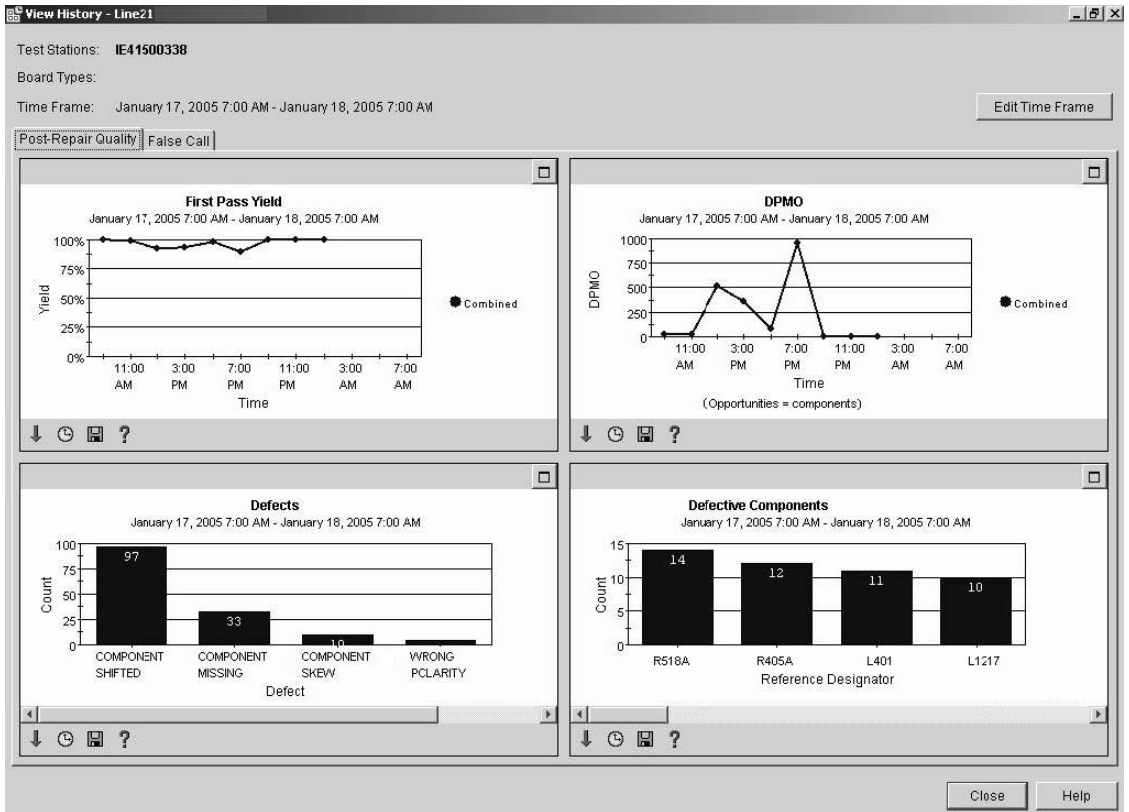 View History - Line21
Test Stations: IE41500338
Board Types:
Time Frame: January 17, 2005 7:00 AM - January 18, 2005 7:00 AM
Edit Time Frame
Post-Repair Quality
False Call
First Pass Yield
January 17, 2005 7:00 AM - January 18, 2005 7:00 AM
100%
75%
50%
25%
0%
Yield
11:00 AM
3:00 PM
7:00 PM
11:00 PM
3:00 AM
7:00 AM
Time
Combined
?
DPMO
January 17, 2005 7:00 AM - January 18, 2005 7:00 AM
1000
750
500
250
0
DPMO
11:00 AM
3:00 PM
7:00 PM
11:00 AM
3:00 AM
7:00 AM
Time
(Opportunities = components)
Combined
?
Defects
January 17, 2005 7:00 AM - January 18, 2005 7:00 AM
100
75
50
25
0
Count
97
33
10
COMPONENT SHIFTED
COMPONENT MISSING
COMPONENT SKEW
WRONG PCLARITY
Defect
?
Defective Components
January 17, 2005 7:00 AM - January 18, 2005 7:00 AM
15
10
5
0
Count
14
12
11
10
R518A
R405A
L401
L1217
Reference Designator
?
Close
Help